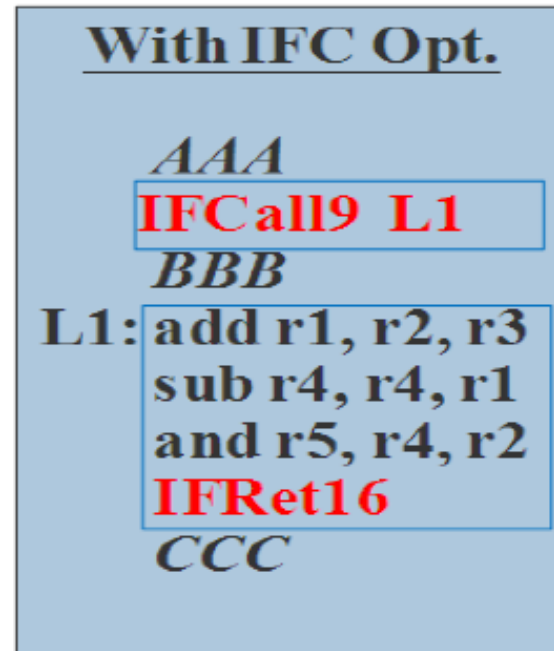 With IFC Opt.
AAA
IFCall9 L1
BBB
L1: add r1, r2, r3
sub r4, r4, r1
and r5, r4, r2
IFRet16
CCC